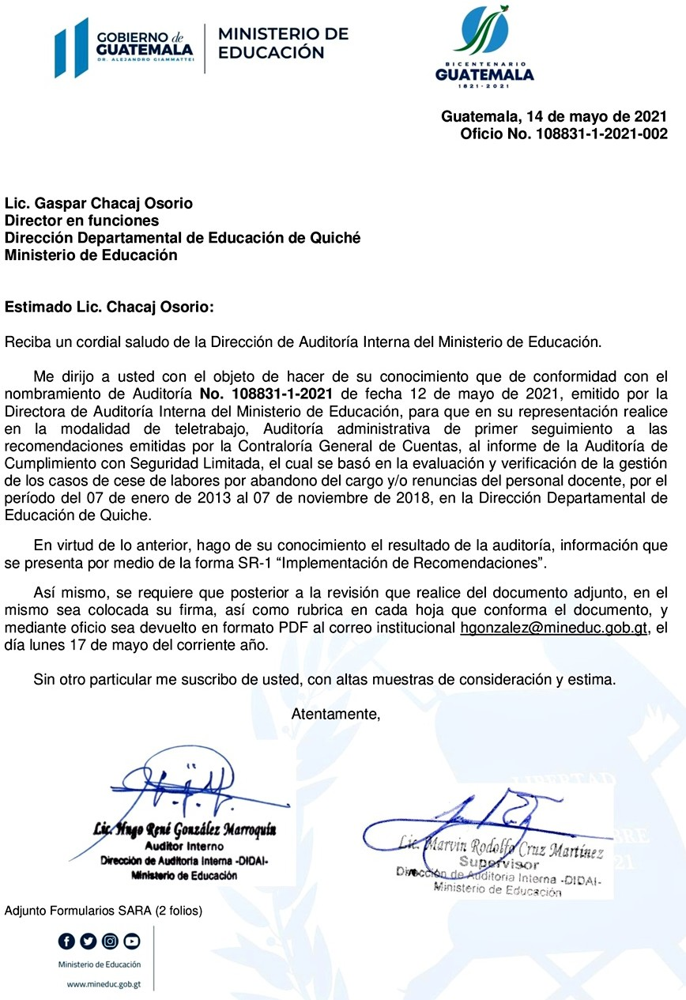 GOBIERNO de
GUATEMALA
DR. ALEJANDRO GIAMMATTEI
MINISTERIO DE
EDUCACIÓN
BICENTENARIO
GUATEMALA
1821-2021
Guatemala, 14 de mayo de 2021
Oficio No. 108831-1-2021-002
Lic. Gaspar Chacaj Osorio
Director en funciones
Dirección Departamental de Educación de Quiché
Ministerio de Educación
Estimado Lic. Chacaj Osorio:
Reciba un cordial saludo de la Dirección de Auditoría Interna del Ministerio de Educación.
Me dirijo a usted con el objeto de hacer de su conocimiento que de conformidad con el
nombramiento de Auditoría No. 108831-1-2021 de fecha 12 de mayo de 2021, emitido por la
Directora de Auditoría Interna del Ministerio de Educación, para que en su representación realice
en la modalidad de teletrabajo, Auditoría administrativa de primer seguimiento a las
recomendaciones emitidas por la Contraloría General de Cuentas, al informe de la Auditoría de
Cumplimiento con Seguridad Limitada, el cual se basó en la evaluación y verificación de la gestión
de los casos de cese de labores por abandono del cargo y/o renuncias del personal docente, por el
período del 07 de enero de 2013 al 07 de noviembre de 2018, en la Dirección Departamental de
Educación de Quiche.
En virtud de lo anterior, hago de su conocimiento el resultado de la auditoría, información que
se presenta por medio de la forma SR-1 “Implementación de Recomendaciones”.
Así mismo, se requiere que posterior a la revisión que realice del documento adjunto, en el
mismo sea colocada su firma, así como rubrica en cada hoja que conforma el documento, y
mediante oficio sea devuelto en formato PDF al correo institucional hgonzalez@mineduc.gob.gt, el
día lunes 17 de mayo del corriente año.
Sin otro particular me suscribo de usted, con altas muestras de consideración y estima.
Atentamente,
LIBERTAD
Lic. Hugo René González Marroquín
Auditor Interno
Dirección de Auditoría Interna -DIDAI-
Ministerio de Educación
Lic. Marvin Rodolfo Cruz Martínez
Supervisor
Dirección de Auditoría Interna -DIDAI-
Ministerio de Educación
Adjunto Formularios SARA (2 folios)
Ministerio de Educación
www.mineduc.gob.gt